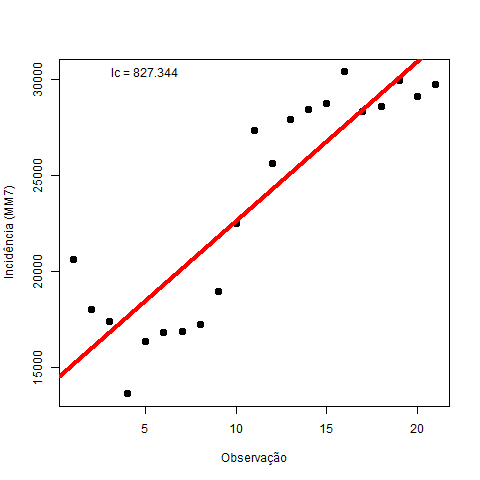 Ic = 827.344
30000
25000
20000
15000
Incidência (MM7)
5 10 15 20
Observação